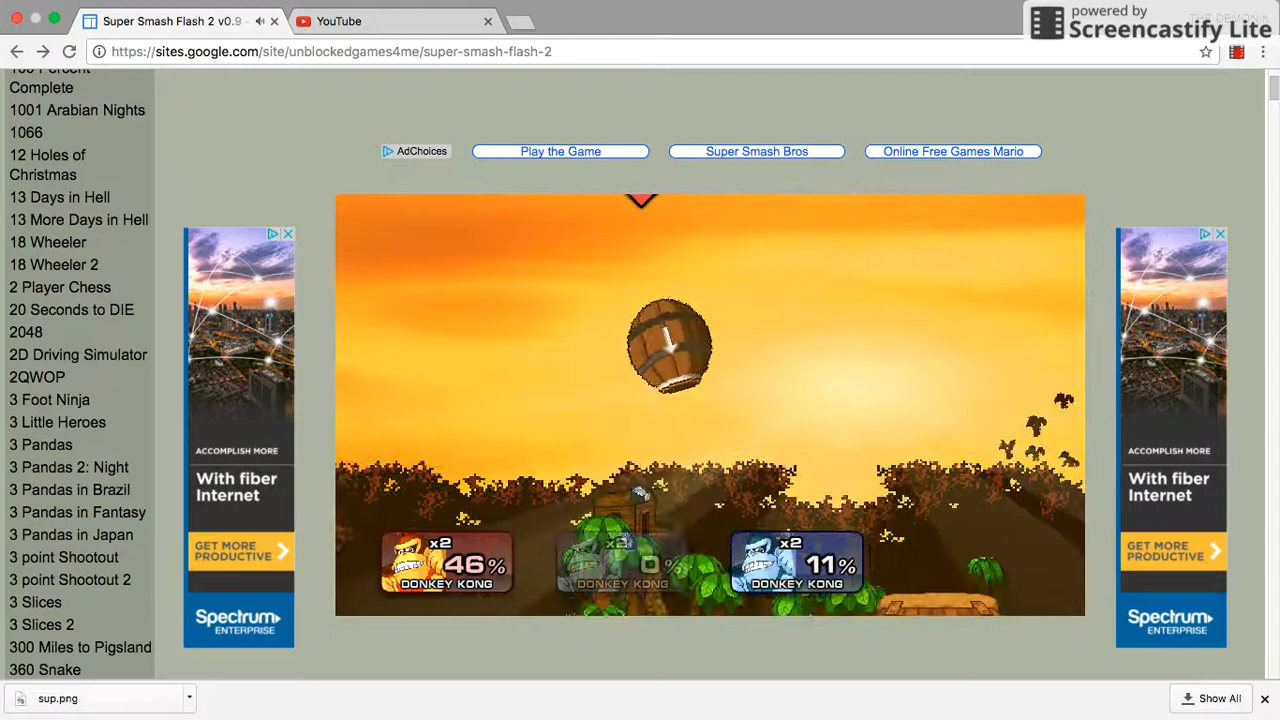 Super Smash Flash 2 v0.9 -
YouTube
powered by
Screencastify Lite
https://sites.google.com/site/unblockedgames4me/super-smash-flash-2
Complete
1001 Arabian Nights
1066
12 Holes of
Christmas
13 Days in Hell
13 More Days in Hell
18 Wheeler
18 Wheeler 2
2 Player Chess
20 Seconds to DIE
2048
2D Driving Simulator
2QWOP
3 Foot Ninja
3 Little Heroes
3 Pandas
3 Pandas 2: Night
3 Pandas in Brazil
3 Pandas in Fantasy
3 Pandas in Japan
3 point Shootout
3 point Shootout 2
3 Slices
3 Slices 2
300 Miles to Pigsland
360 Snake
AdChoices
Play the Game
Super Smash Bros
Online Free Games Mario
ACCOMPLISH MORE
With fiber
Internet
GET MORE
PRODUCTIVE
Spectrum
ENTERPRISE
x2
46%
DONKEY KONG
x2
0%
DONKEY KONG
x2
11%
DONKEY KONG
ACCOMPLISH MORE
With fiber
Internet
GET MORE
PRODUCTIVE
Spectrum
ENTERPRISE
sup.png
Show All